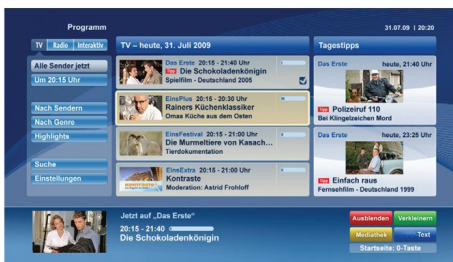 Programm
31.07.09 | 20:20
TV Radio Interaktiv
Alle Sender jetzt
Um 20:15 Uhr
Nach Sendern
Nach Genre
Highlights
Suche
Einstellungen
TV – heute, 31. Juli 2009
Das Erste 20:15 - 21:40 Uhr
Tipp Die Schokoladenkönigin
Spielfilm - Deutschland 2005
EinsPlus 20:15 - 20:30 Uhr
Rainers Küchenklassiker
Omas Küche aus dem Osten
EinsFestival 20:15 - 21:00 Uhr
Die Murmeltiere von Kasach...
Tierdokumentation
KONTRASTE
EinsExtra 20:15 - 21:00 Uhr
Kontraste
Moderation: Astrid Frohloff
Tagestipps
Das Erste heute, 21:40 Uhr
Tipp Polizeiruf 110
Bei Klingelzeichen Mord
Das Erste heute, 23:25 Uhr
Tipp Einfach raus
Fernsehfilm - Deutschland 1999
Jetzt auf „Das Erste“
20:15 - 21:40
Die Schokoladenkönigin
Ausblenden Verkleinern
Mediathek Text
Startseite: 0-Taste